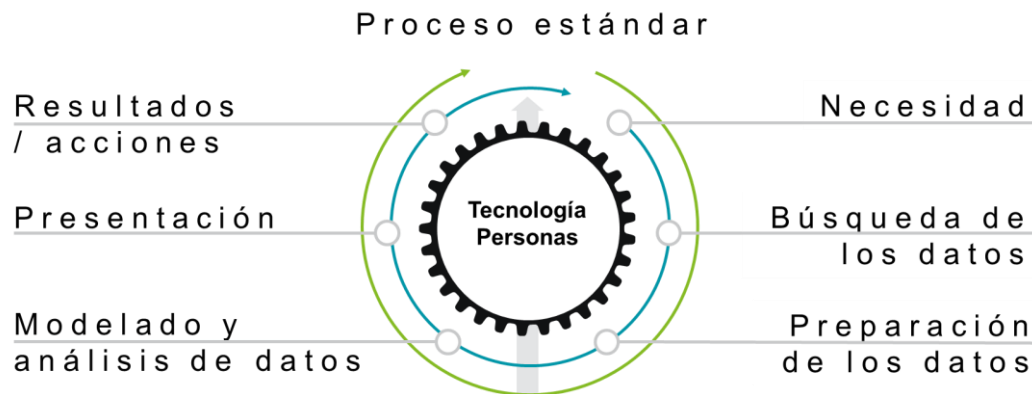 Proceso estándar
Resultados
/ acciones
Presentación
Modelado y
análisis de datos
Tecnología
Personas
Necesidad
Búsqueda de
los datos
Preparación
de los datos